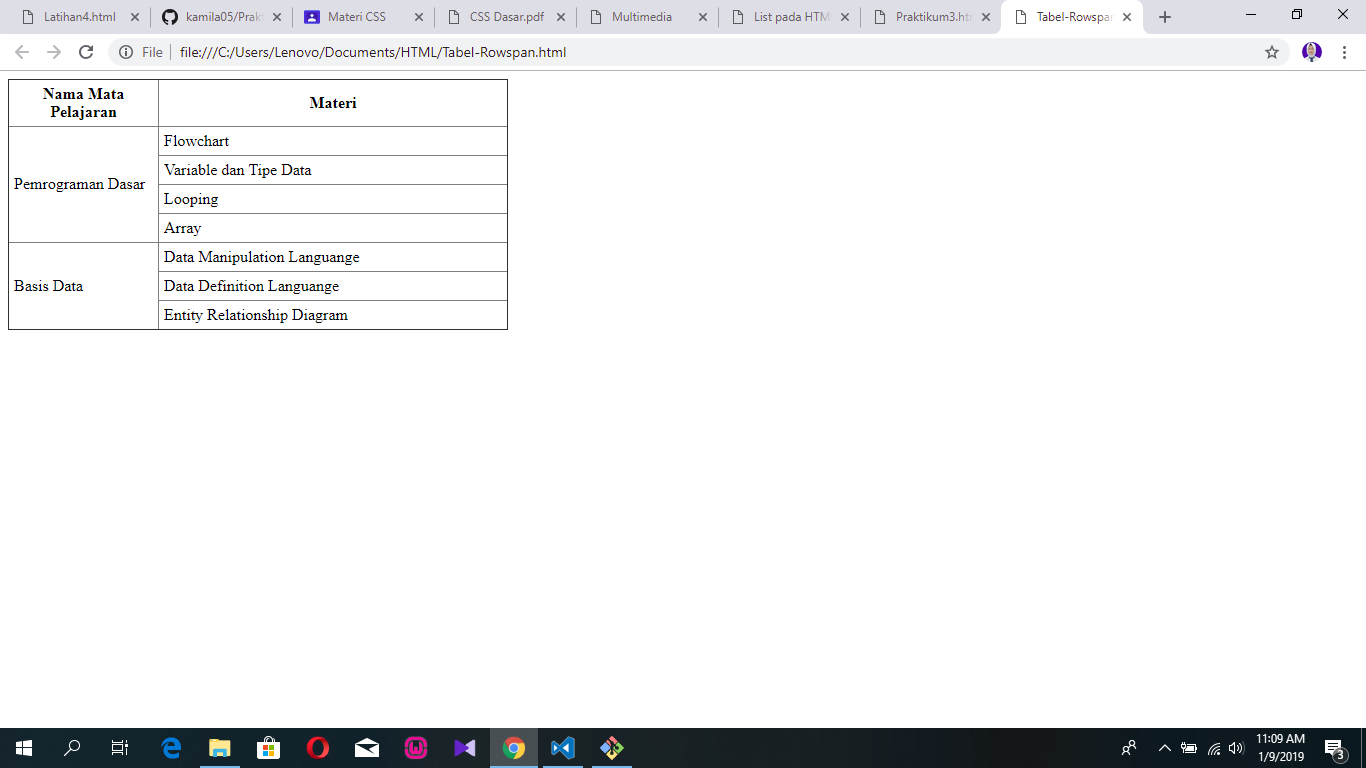 Latihan4.html
kamila05/Prak
Materi CSS
CSS Dasar.pdf
Multimedia
List pada HTM
Praktikum3.htm
Tabel-Rowspan
File
file:///C:/Users/Lenovo/Documents/HTML/Tabel-Rowspan.html
Nama Mata
Pelajaran
Materi
Pemrograman Dasar
Flowchart
Variable dan Tipe Data
Looping
Array
Basis Data
Data Manipulation Languange
Data Definition Languange
Entity Relationship Diagram
11:09 AM
1/9/2019
3